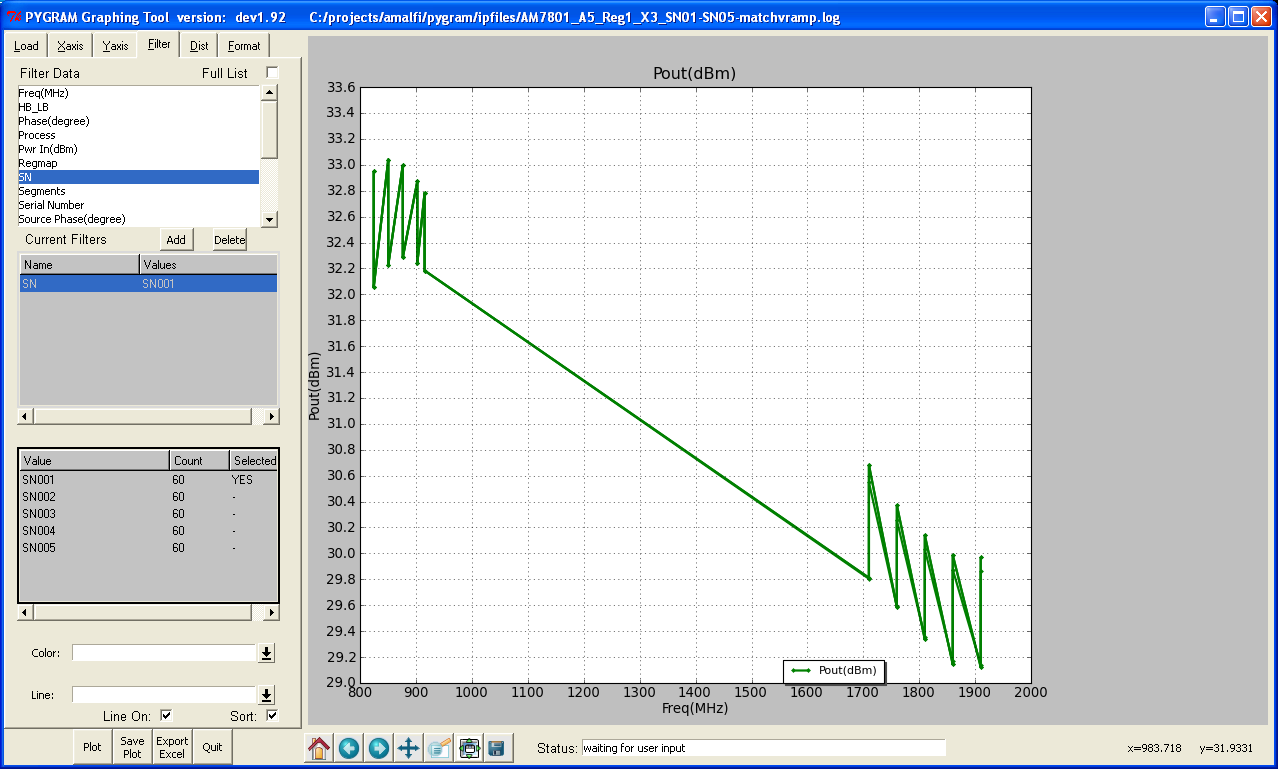 PYGRAM Graphing Tool version: dev1.92 C:/projects/amalfi/pygram/ipfiles/AM7801_A5_Reg1_X3_SN01-SN05-matchvramp.log
Load Xaxis Yaxis Filter Dist Format
Filter Data Full List
Freq(MHz)
HB_LB
Phase(degree)
Process
Pwr In(dBm)
Regmap
SN
Segments
Serial Number
Source Phase(degree)
Current Filters Add Delete
Name Values
SN SN001
Value Count Selected
SN001 60 YES
SN002 60 -
SN003 60 -
SN004 60 -
SN005 60 -
Color:
Line:
Line On: Sort:
Plot Save Plot Export Excel Quit
Pout(dBm)
33.6
33.4
33.2
33.0
32.8
32.6
32.4
32.2
32.0
31.8
31.6
31.4
31.2
31.0
30.8
30.6
30.4
30.2
30.0
29.8
29.6
29.4
29.2
29.0
Pout(dBm)
Pout(dBm)
800 900 1000 1100 1200 1300 1400 1500 1600 1700 1800 1900 2000
Freq(MHz)
Status: waiting for user input x=983.718 y=31.9331